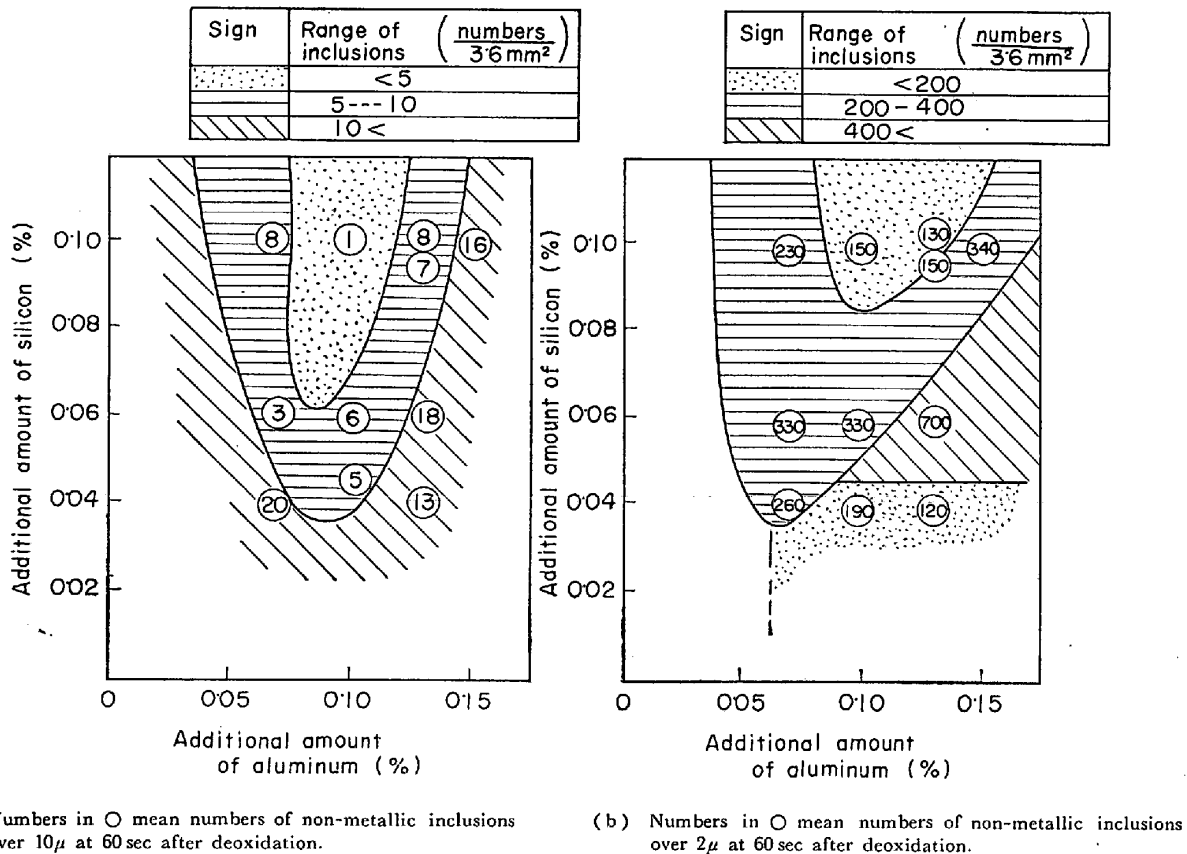 Sign Range of inclusions (numbers/3·6 mm²)
<5
5---10
10<
Sign Range of inclusions (numbers/3·6 mm²)
<200
200-400
400<
Additional amount of silicon (%)
0·10
0·08
0·06
0·04
0·02
0 0·05 0·10 0·15
8 1 8 16
7
3 6 18
5
20 13
Additional amount
of aluminum (%)
Additional amount of silicon (%)
0·10
0·08
0·06
0·04
0·02
0 0·05 0·10 0·15
230 150 130 340
150
330 330 700
260 190 120
Additional amount
of aluminum (%)
umbers in ○ mean numbers of non-metallic inclusions
ver 10μ at 60 sec after deoxidation.
(b) Numbers in ○ mean numbers of non-metallic inclusions
over 2μ at 60 sec after deoxidation.